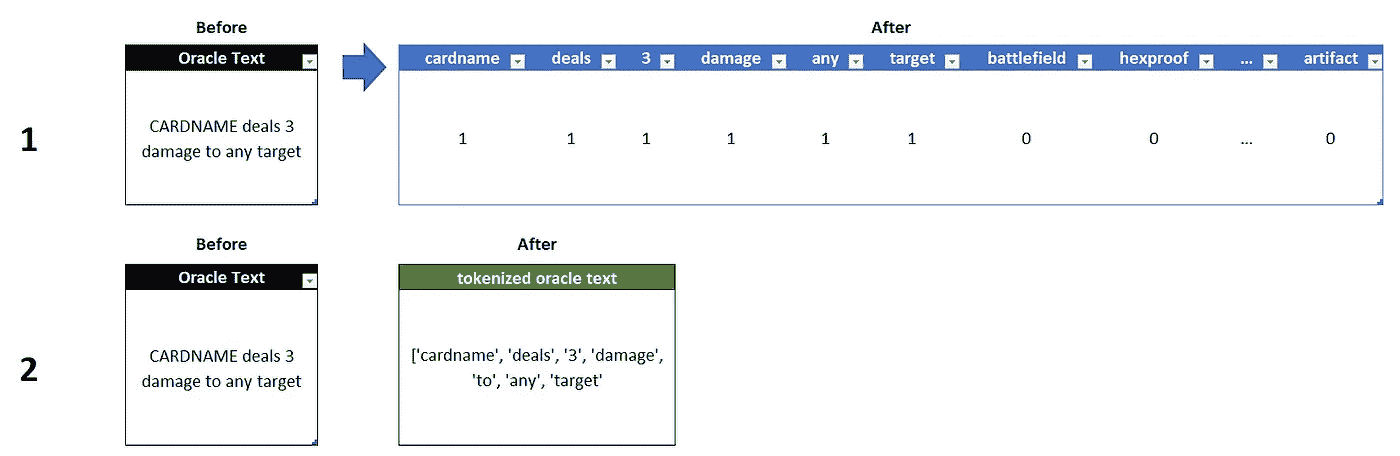 Before
After
Oracle Text
cardname deals 3 damage any target battlefield hexproof ... artifact
1
CARDNAME deals 3
damage to any target
1 1 1 1 1 1 0 0 ... 0
Before
After
Oracle Text
tokenized oracle text
2
CARDNAME deals 3
damage to any target
['cardname', 'deals', '3', 'damage',
'to', 'any', 'target'